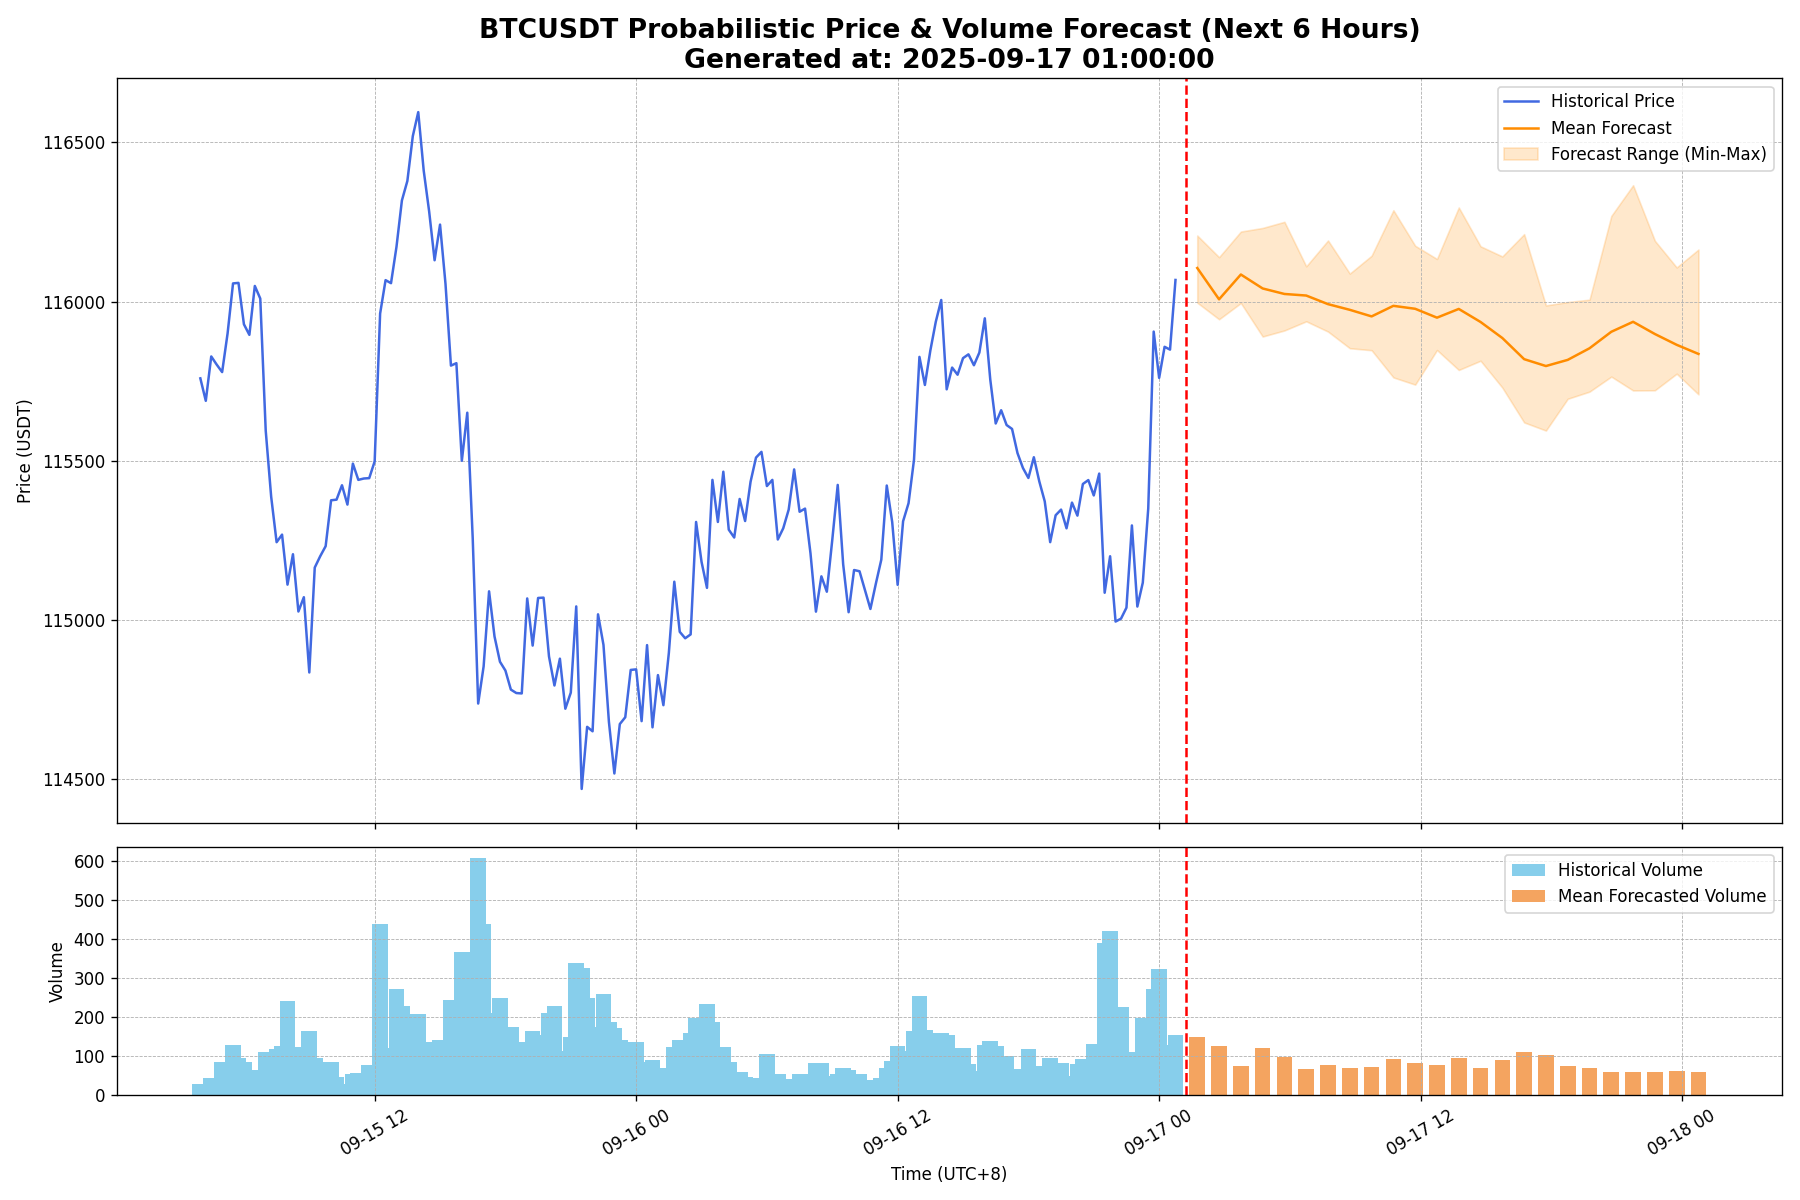 BTCUSDT Probabilistic Price & Volume Forecast (Next 6 Hours)
Generated at: 2025-09-17 01:00:00
Historical Price
Mean Forecast
Forecast Range (Min-Max)
116500
116000
115500
115000
114500
Price (USDT)
Historical Volume
Mean Forecasted Volume
600
500
400
300
200
100
0
Volume
09-15 12
09-16 00
09-16 12
09-17 00
09-17 12
09-18 00
Time (UTC+8)